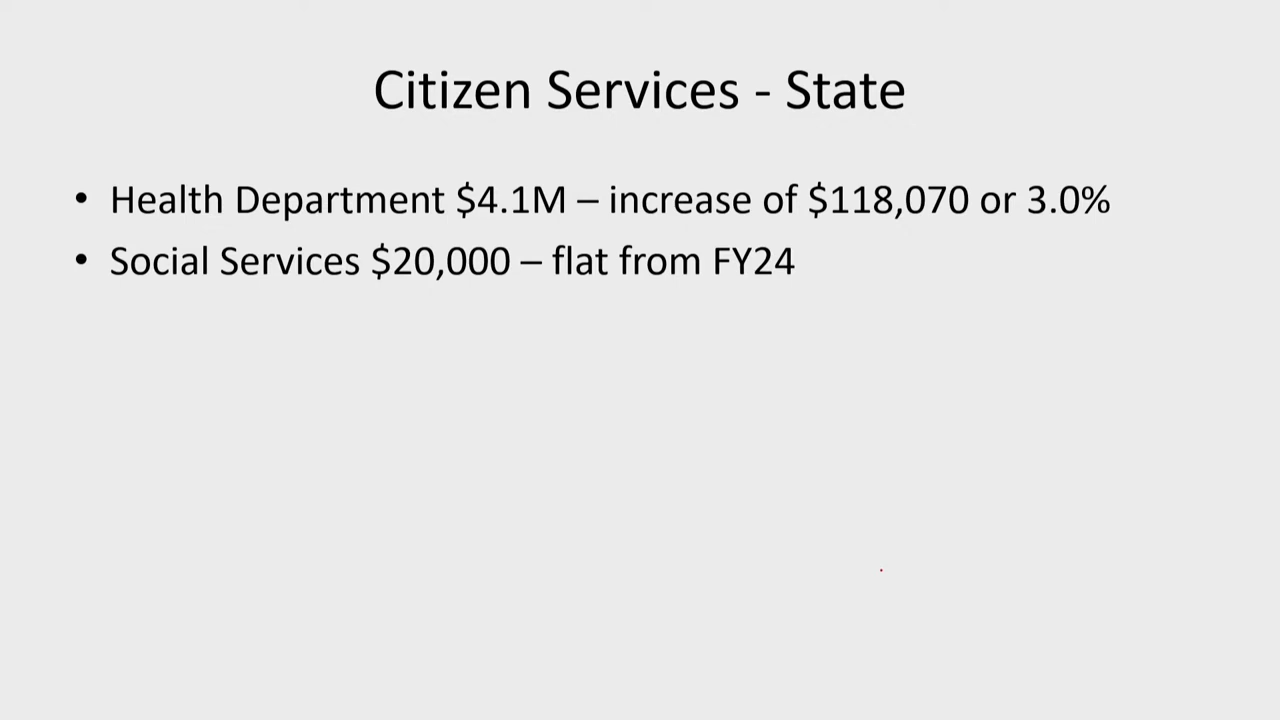 Citizen Services - State
• Health Department $4.1M – increase of $118,070 or 3.0%
• Social Services $20,000 – flat from FY24